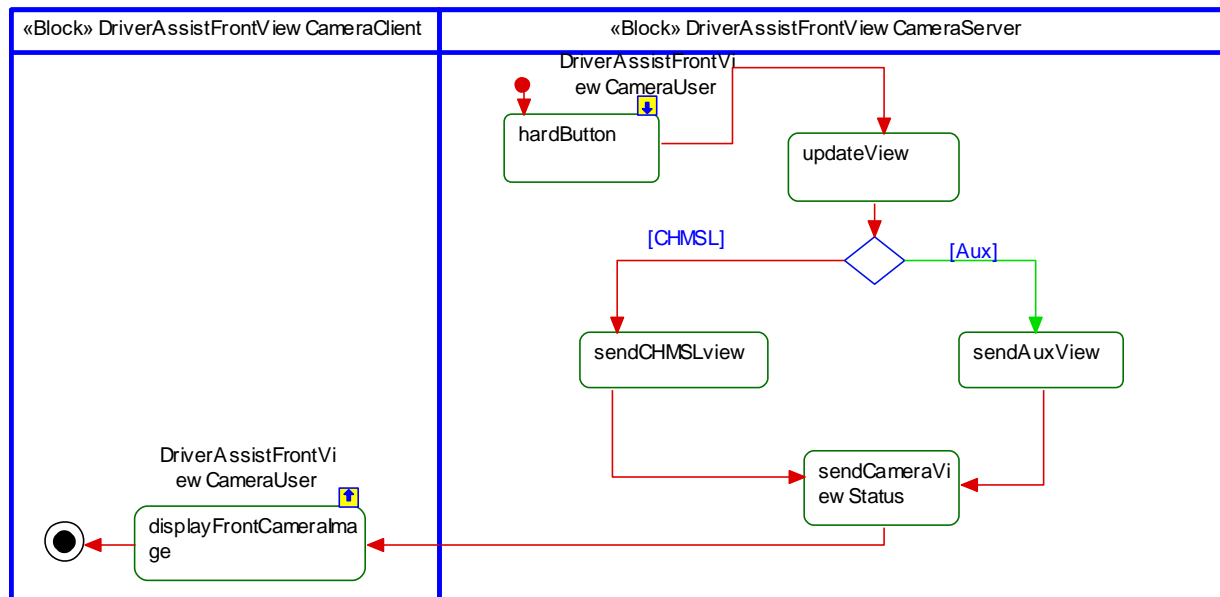 «Block» DriverAssistFrontView CameraClient
«Block» DriverAssistFrontView CameraServer
DriverAssistFrontVi
ew CameraUser
hardButton
updateView
[CHMSL]
[Aux]
sendCHMSLview
sendAuxView
DriverAssistFrontVi
ew CameraUser
sendCameraVi
ew Status
displayFrontCameraIma
ge